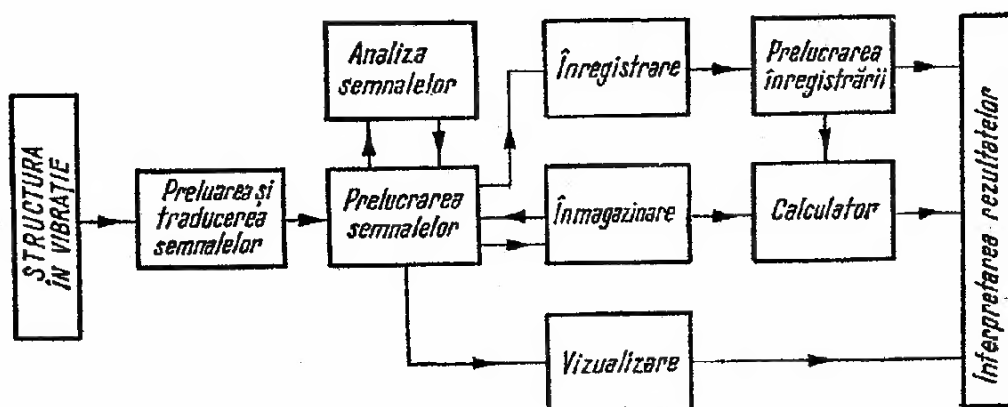 STRUCTURA
ÎN VIBRAȚIE
Preluarea și
traducerea
semnalelor
Analiza
semnalelor
Prelucrarea
semnalelor
Înregistrare
Înmagazinare
Vizualizare
Prelucrarea
înregistrării
Calculator
Interpretarea rezultatelor